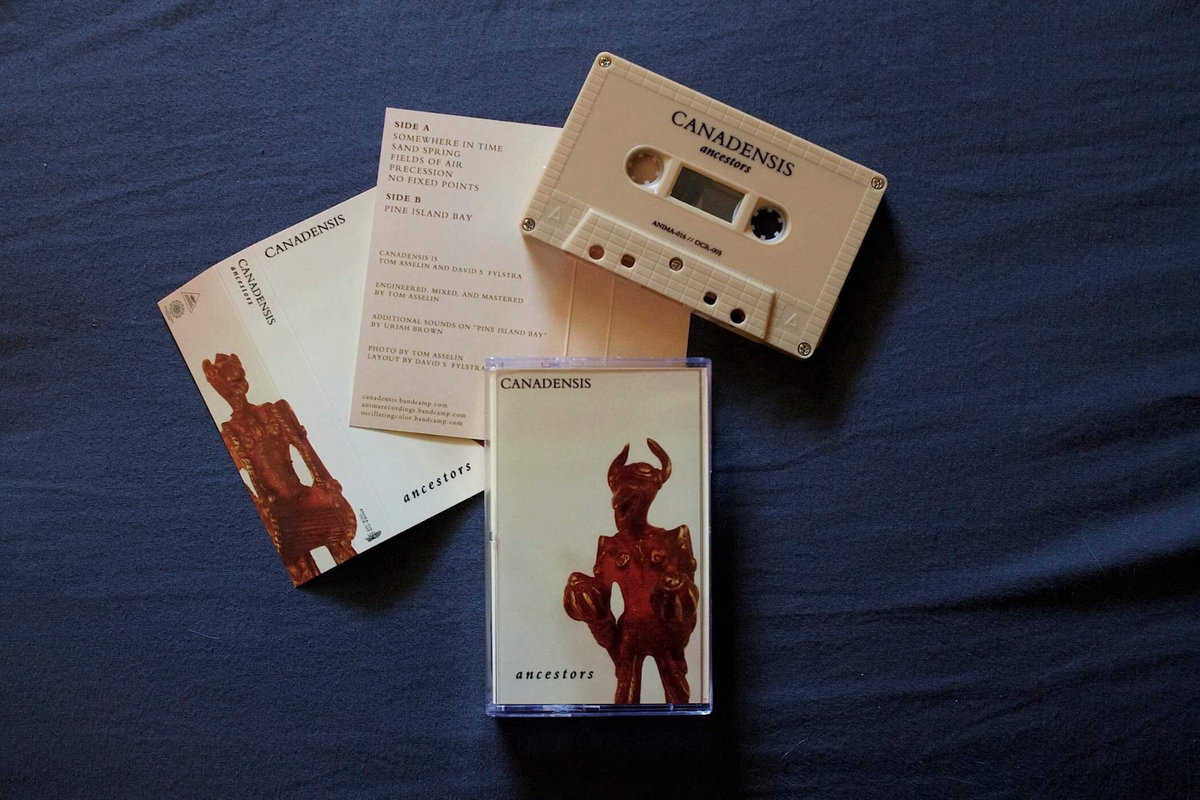 SIDE A
SOMEWHERE IN TIME
SAND SPRING
FIELDS OF AIR
PRECESSION
NO FIXED POINTS
SIDE B
PINE ISLAND BAY
CANADENSIS IS
TOM ASSELIN AND DAVID S. FYLSTRA
ENGINEERED, MIXED, AND MASTERED
BY TOM ASSELIN
ADDITIONAL SOUNDS ON "PINE ISLAND BAY"
BY URIAH BROWN
PHOTO BY TOM ASSELIN
LAYOUT BY DAVID S. FYLSTRA
canadensis.bandcamp.com
animarecordings.bandcamp.com
oscillatingcolor.bandcamp.com
CANADENSIS
ancestors
ANIMA-018 // OCR-005
CANADENSIS
ancestors
CANADENSIS
ancestors
CANADENSIS
ancestors